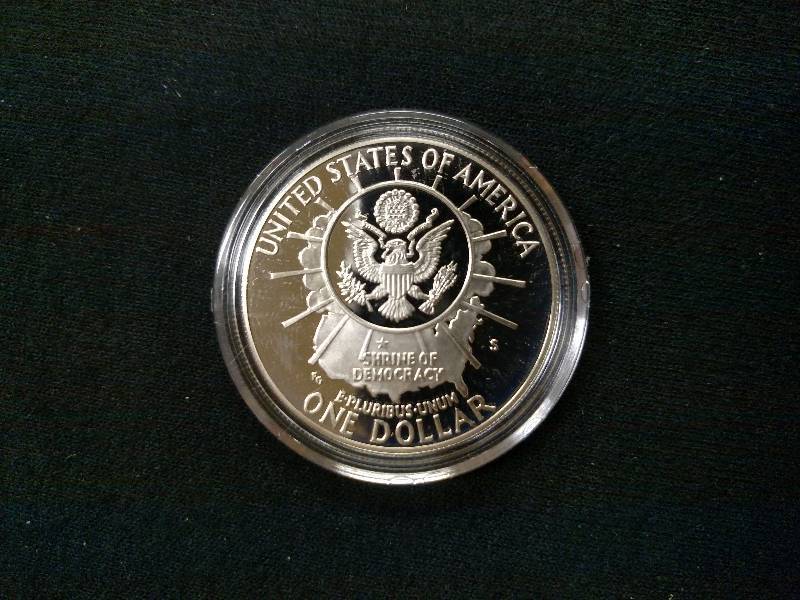 UNITED STATES OF AMERICA
S
SHRINE OF
DEMOCRACY
E·PLURIBUS·UNUM
ONE DOLLAR